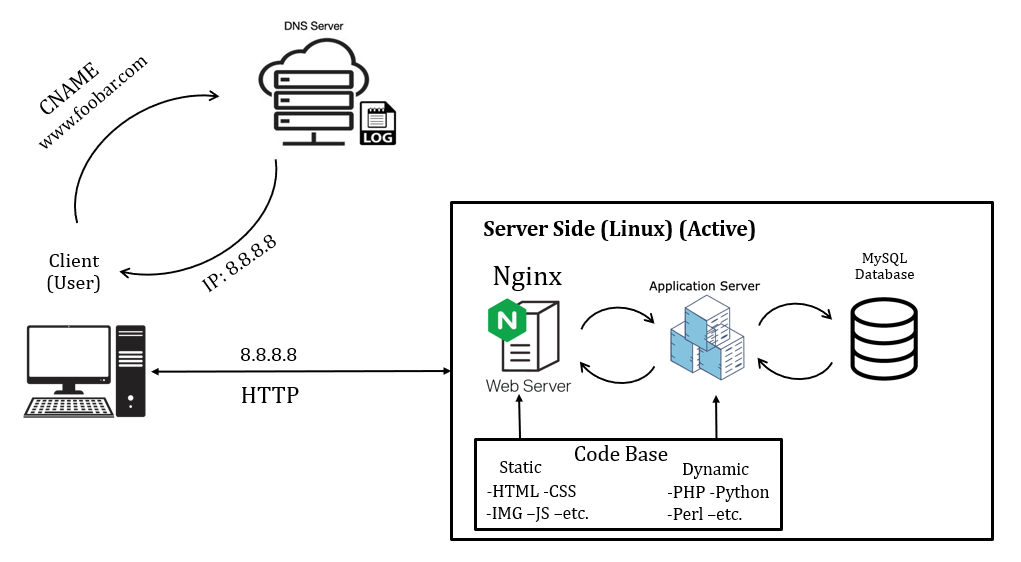 DNS Server
CNAME
www.foobar.com
LOG
IP: 8.8.8.8
Client
(User)
8.8.8.8
HTTP
Server Side (Linux) (Active)
Nginx
N
Web Server
Application Server
MySQL
Database
Code Base
Static
-HTML -CSS
-IMG –JS –etc.
Dynamic
-PHP -Python
-Perl –etc.